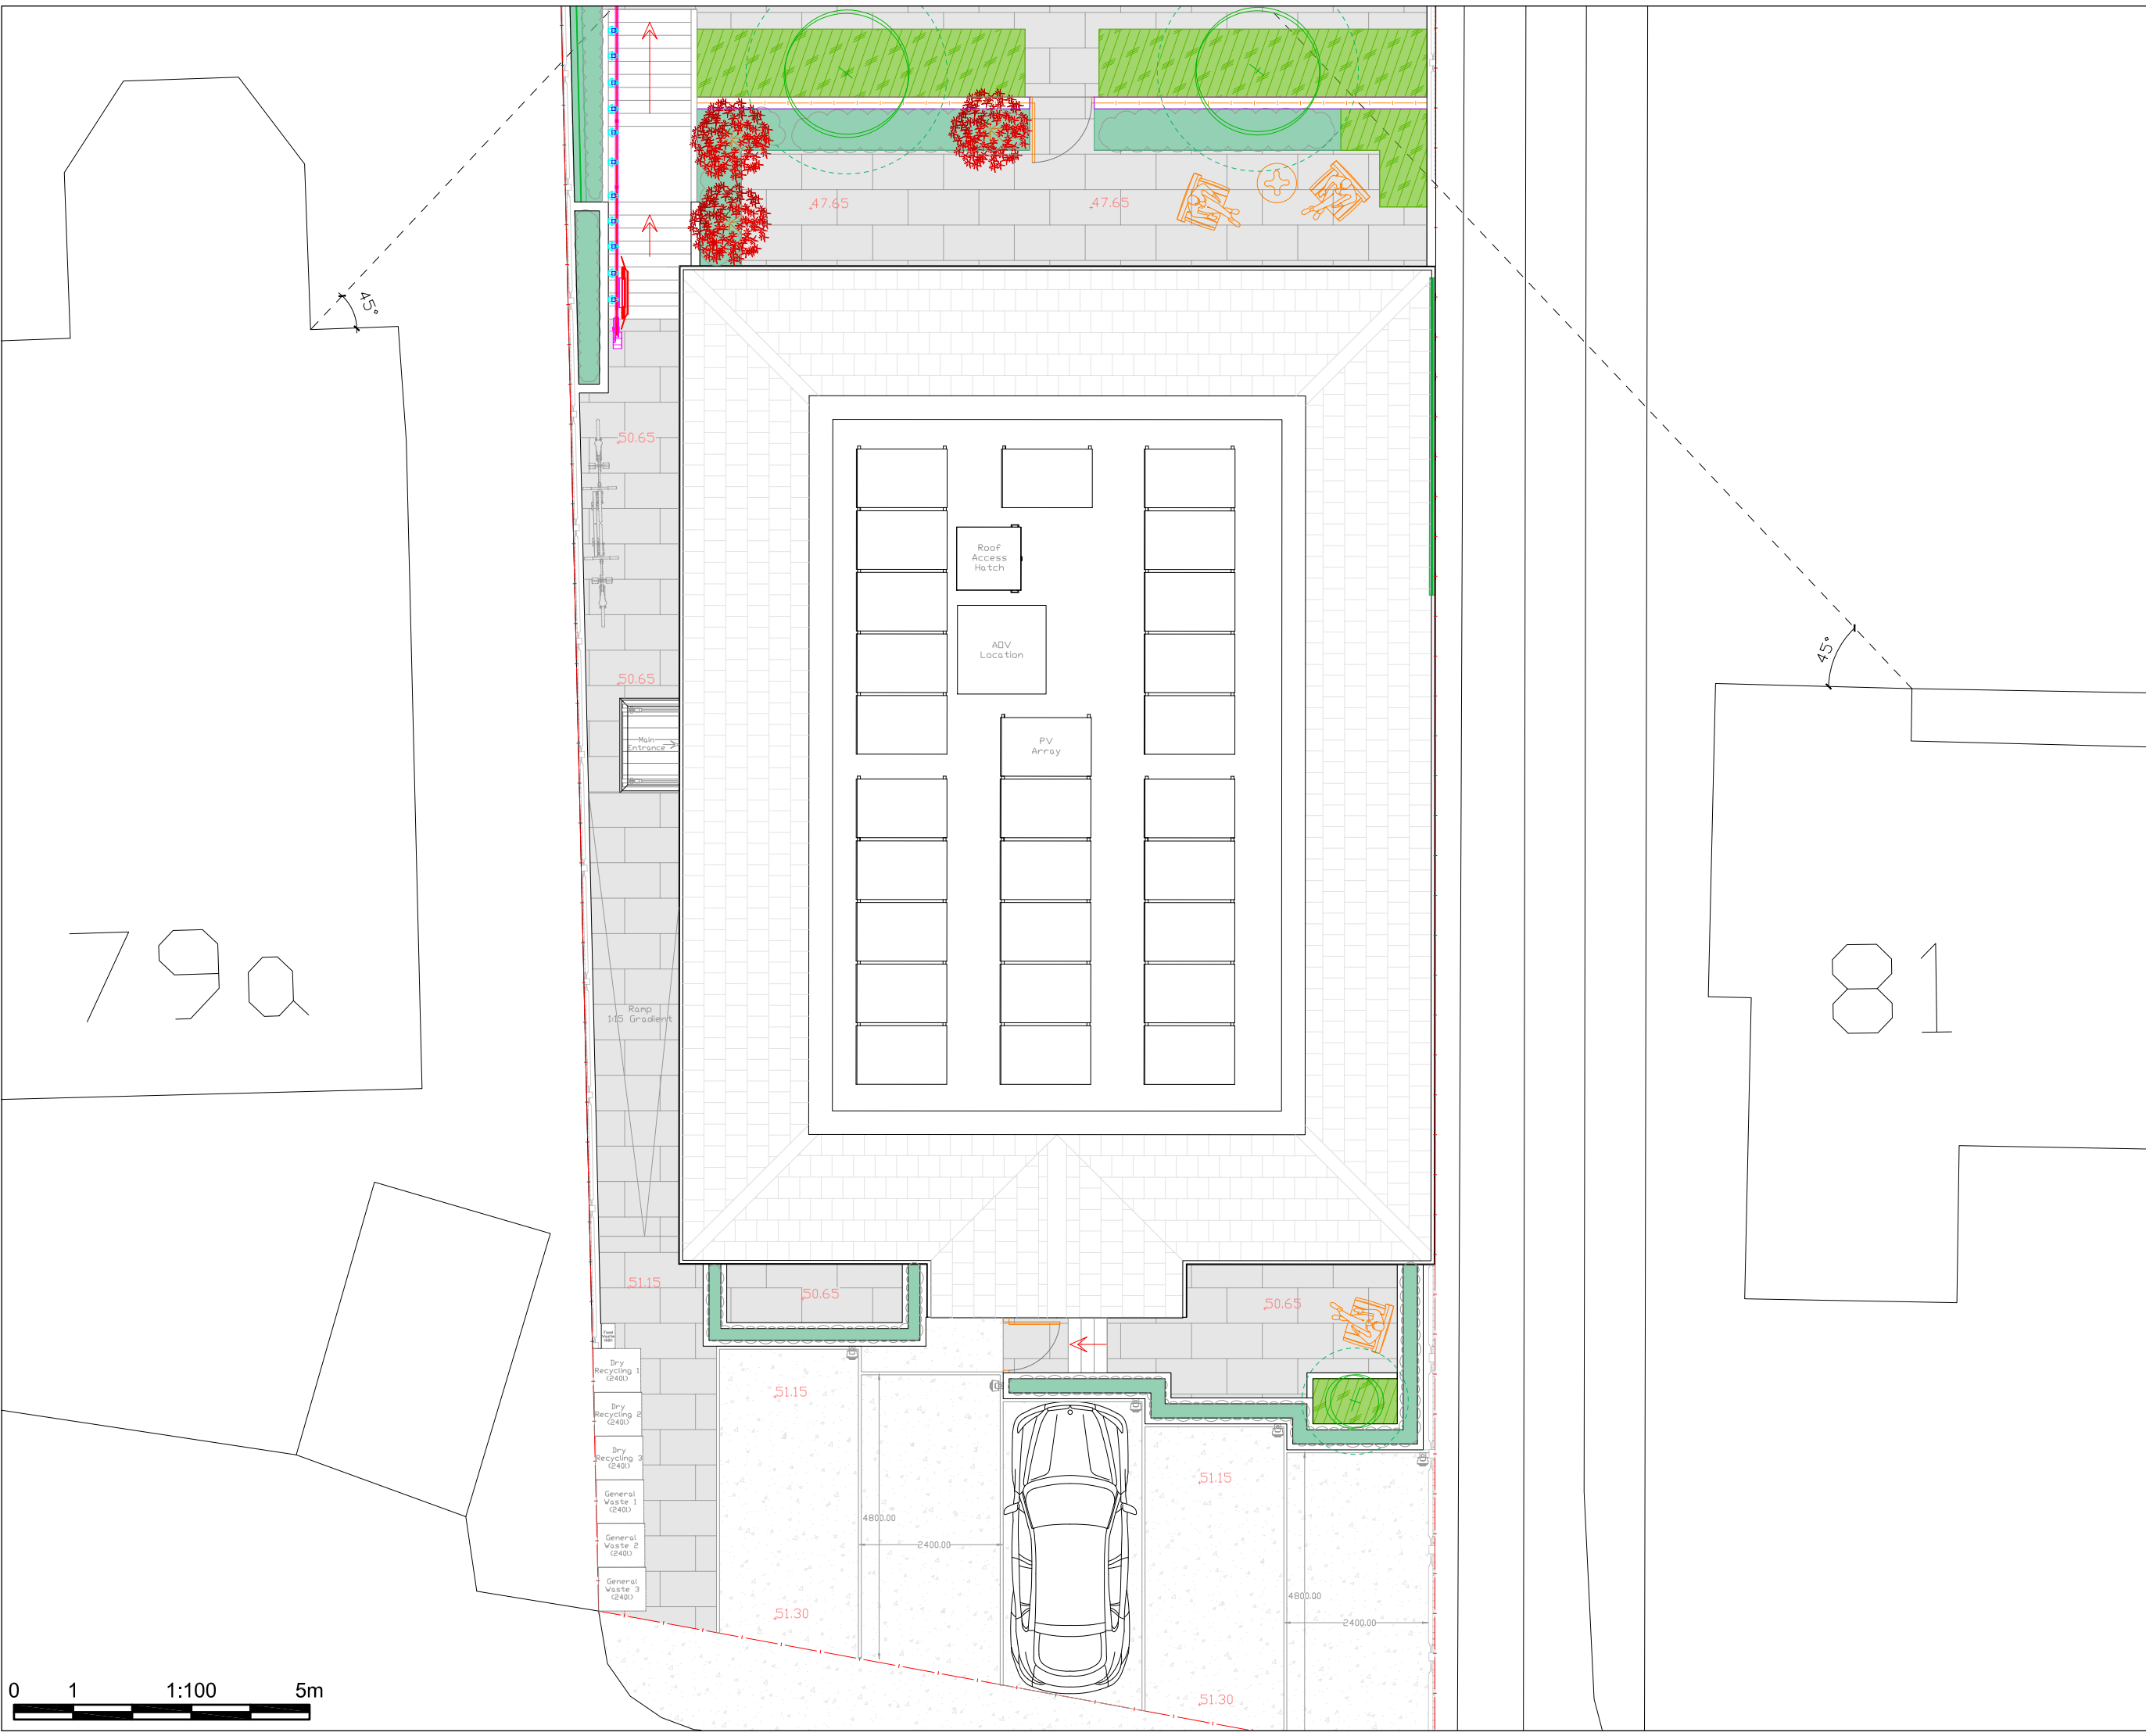 47.65
47.65
45°
50.65
Roof
Access
Hatch
AOV
Location
45°
50.65
Main
Entrance
PV
Array
79a
81
Ramp
1:15 Gradient
51.15
50.65
50.65
Food
Waste
Dry
Recycling 1
(240l)
51.15
Dry
Recycling 2
(240l)
Dry
Recycling 3
(240l)
51.15
General
Waste 1
(240l)
4800.00
General
Waste 2
(240l)
2400.00
General
Waste 3
(240l)
4800.00
51.30
2400.00
0 1 1:100 5m
51.30